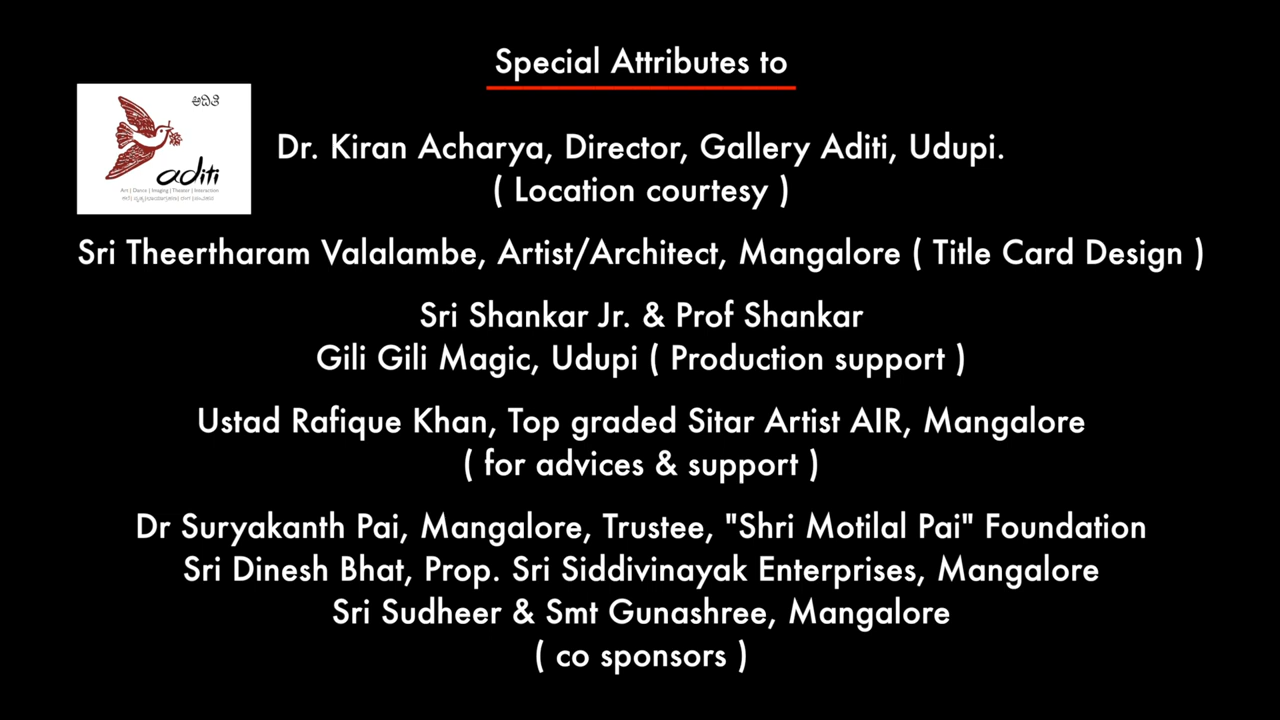 Special Attributes to
ಅದಿತಿ
aditi
Art | Dance | Imaging | Theater | Interaction
Dr. Kiran Acharya, Director, Gallery Aditi, Udupi.
( Location courtesy )
Sri Theertharam Valalambe, Artist/Architect, Mangalore ( Title Card Design )
Sri Shankar Jr. & Prof Shankar
Gili Gili Magic, Udupi ( Production support )
Ustad Rafique Khan, Top graded Sitar Artist AIR, Mangalore
( for advices & support )
Dr Suryakanth Pai, Mangalore, Trustee, "Shri Motilal Pai" Foundation
Sri Dinesh Bhat, Prop. Sri Siddivinayak Enterprises, Mangalore
Sri Sudheer & Smt Gunashree, Mangalore
( co sponsors )